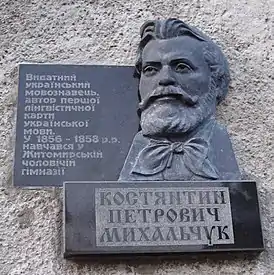 Видатний
український
мовознавець,
автор першої
лінгвістичної
карти
української
мови.
У 1856 - 1858 р.р.
навчався у
Житомирській
чоловічій
гімназії
КОСТЯНТИН
ПЕТРОВИЧ
МИХАЛЬЧУК